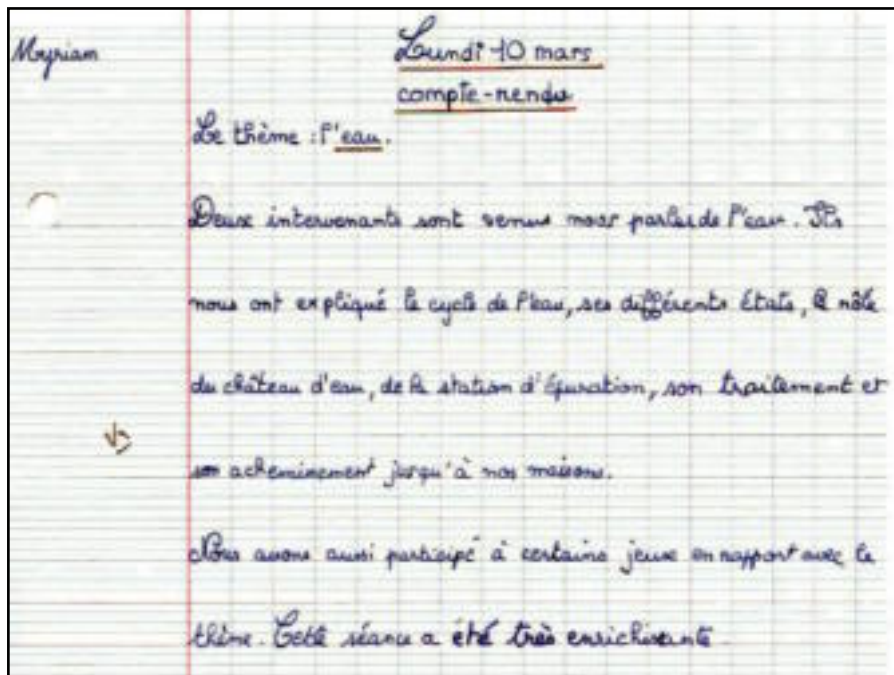 Myriam
Lundi 10 mars
compte-rendu
Le thème : l'eau.
Deux intervenants sont venus nous parler de l'eau. Ils
nous ont expliqué le cycle de l'eau, ses différents états, le rôle
du château d'eau, de la station d'épuration, son traitement et
son acheminement jusqu'à nos maisons.
Nous avons aussi participé à certains jeux en rapport avec le
thème. Cette séance a été très enrichissante.